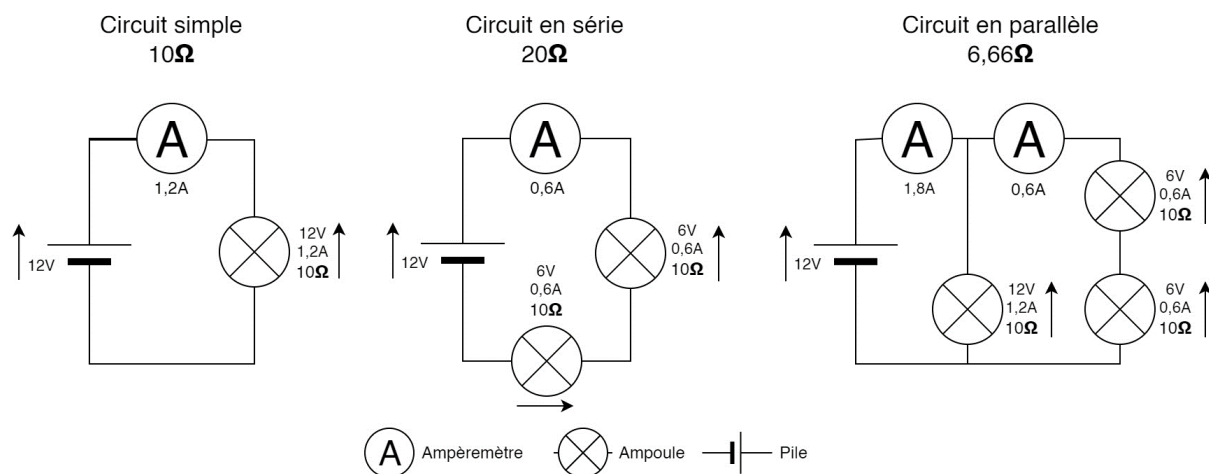 Circuit simple
10Ω
A
1,2A
12V
12V
1,2A
10Ω
Circuit en série
20Ω
A
0,6A
12V
6V
0,6A
10Ω
6V
0,6A
10Ω
Circuit en parallèle
6,66Ω
A
1,8A
A
0,6A
12V
12V
1,2A
10Ω
6V
0,6A
10Ω
6V
0,6A
10Ω
A Ampèremètre
Ampoule
Pile